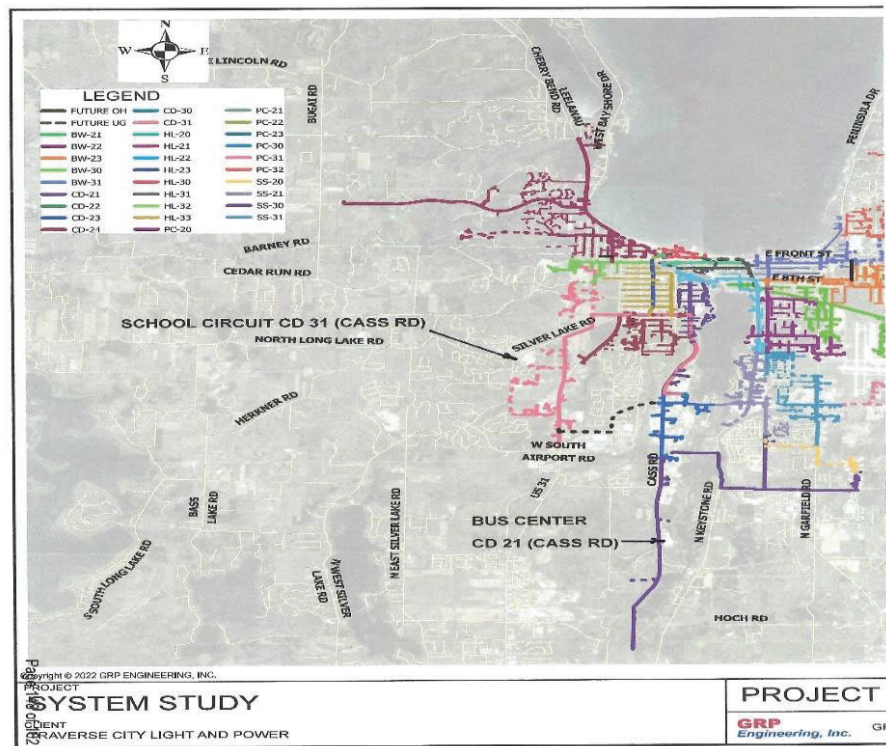 N
W E
S
E LINCOLN RD
BUGAI RD
CHERRY BEND RD
LEELANAU
WEST BAY SHORE DR
PENINSULA DR
LEGEND
FUTURE OH CD-30 PC-21
FUTURE UG CD-31 PC-22
BW-21 HL-20 PC-23
BW-22 HL-21 PC-30
BW-23 HL-22 PC-31
BW-30 HL-23 PC-32
BW-31 HL-30 SS-20
CD-21 HL-31 SS-21
CD-22 HL-32 SS-30
CD-23 HL-33 SS-31
CD-24 PC-20
BARNEY RD
CEDAR RUN RD
E FRONT ST
E 8TH ST
SCHOOL CIRCUIT CD 31 (CASS RD)
NORTH LONG LAKE RD
SILVER LAKE RD
HERKNER RD
W SOUTH
AIRPORT RD
US 31
CASS RD
N KEYSTONE RD
N GARFIELD RD
BASS
LAKE RD
N EAST SILVER LAKE RD
BUS CENTER
CD 21 (CASS RD)
S SOUTH LONG LAKE RD
N WEST SILVER
LAKE RD
HOCH RD
Copyright © 2022 GRP ENGINEERING, INC.
PROJECT
SYSTEM STUDY
CLIENT
TRAVERSE CITY LIGHT AND POWER
PROJECT
GRP
Engineering, Inc.